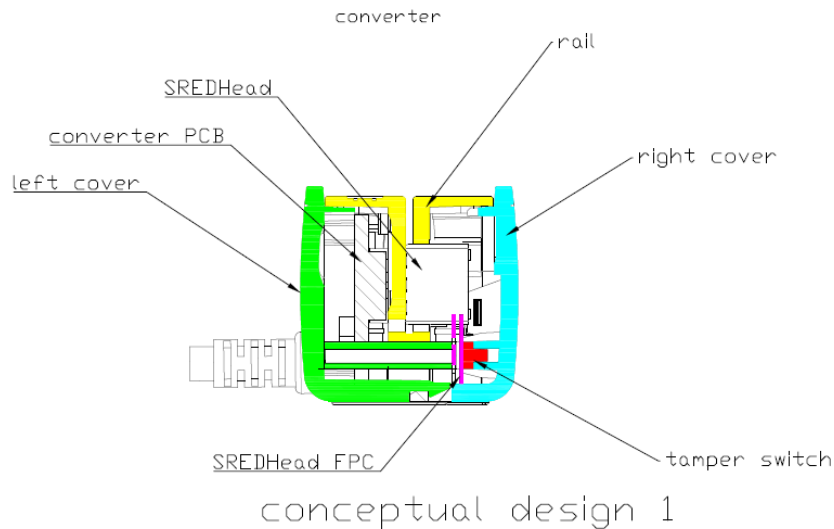 converter
rail
SREDHead
converter PCB
right cover
left cover
SREDHead FPC
tamper switch
conceptual design 1